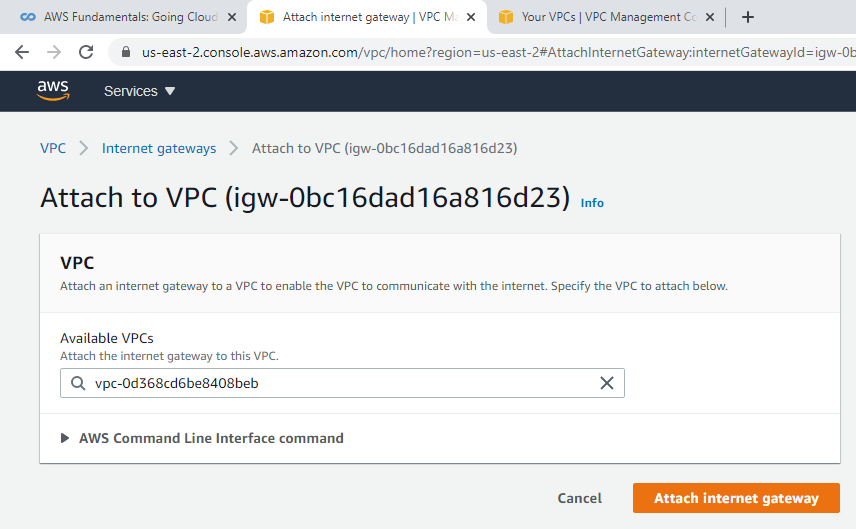 AWS Fundamentals: Going Cloud
Attach internet gateway | VPC M
Your VPCs | VPC Management Co
us-east-2.console.aws.amazon.com/vpc/home?region=us-east-2#AttachInternetGateway:internetGatewayId=igw-0b
aws Services
VPC Internet gateways Attach to VPC (igw-0bc16dad16a816d23)
Attach to VPC (igw-0bc16dad16a816d23) Info
VPC
Attach an internet gateway to a VPC to enable the VPC to communicate with the internet. Specify the VPC to attach below.
Available VPCs
Attach the internet gateway to this VPC.
vpc-0d368cd6be8408beb
AWS Command Line Interface command
Cancel Attach internet gateway